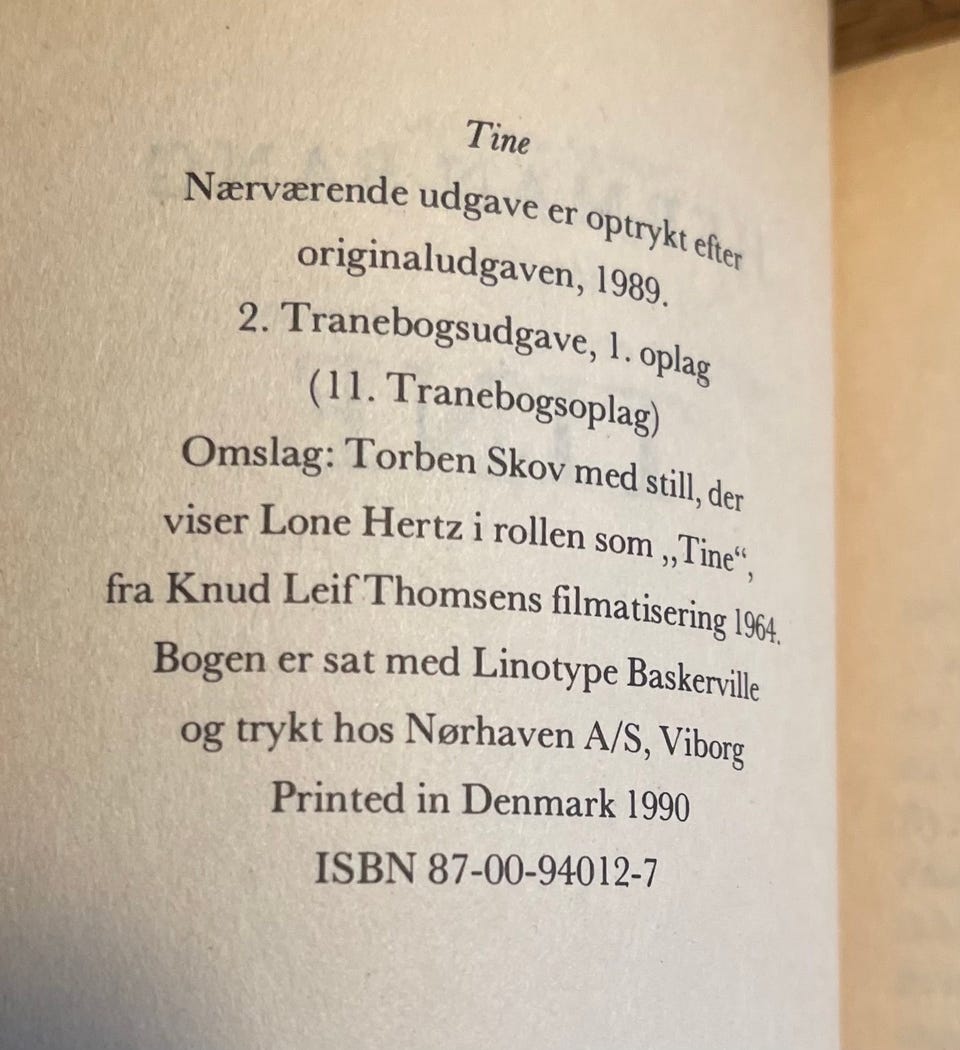 Tine
Nærværende udgave er optrykt efter
originaludgaven, 1989.
2. Tranebogsudgave, 1. oplag
(11. Tranebogsoplag)
Omslag: Torben Skov med still, der
viser Lone Hertz i rollen som „Tine“,
fra Knud Leif Thomsens filmatisering 1964.
Bogen er sat med Linotype Baskerville
og trykt hos Nørhaven A/S, Viborg
Printed in Denmark 1990
ISBN 87-00-94012-7